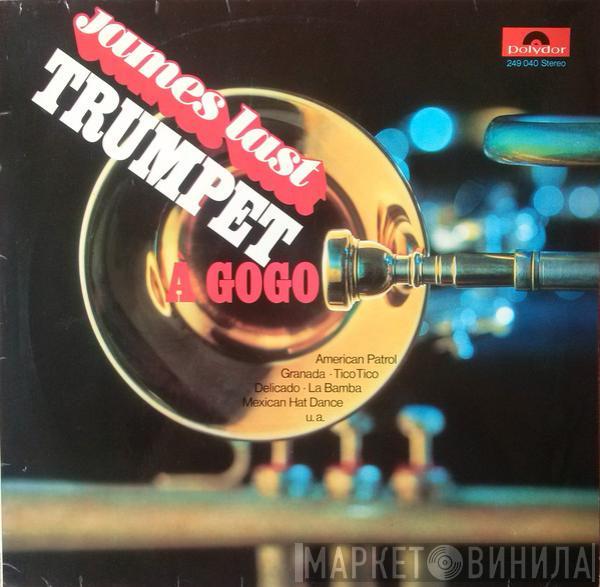 james last
TRUMPET
À GOGO
Polydor
249 040 Stereo
American Patrol
Granada · Tico Tico
Delicado · La Bamba
Mexican Hat Dance
u. a.
МАРКЕТ ВИНИЛА